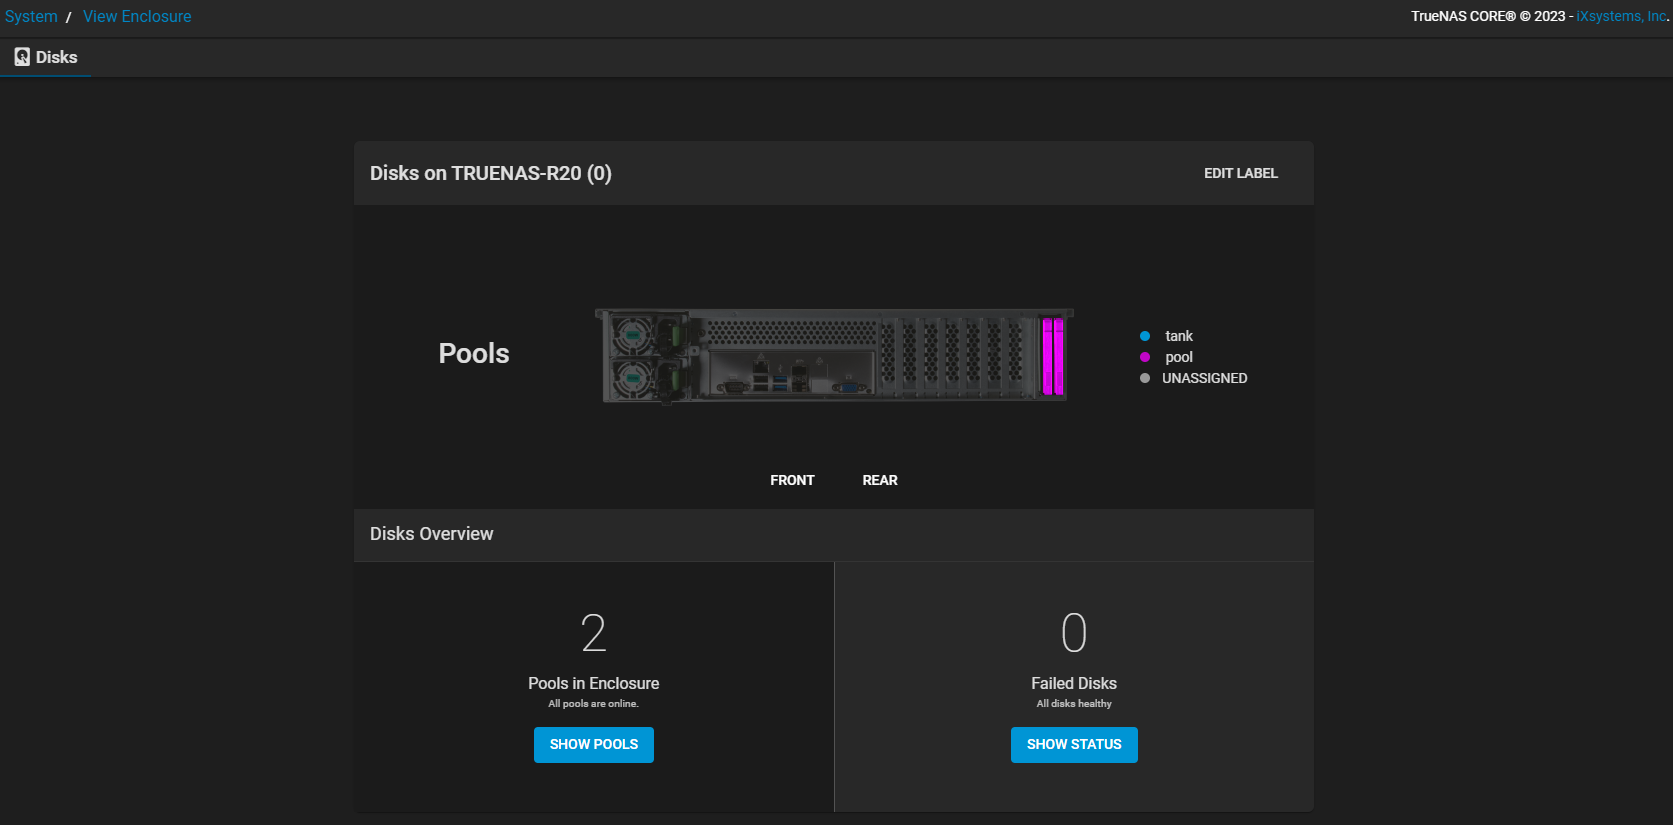 System / View Enclosure
TrueNAS CORE® © 2023 - iXsystems, Inc.
Disks
Disks on TRUENAS-R20 (0)
EDIT LABEL
Pools
tank
pool
UNASSIGNED
FRONT
REAR
Disks Overview
2
Pools in Enclosure
All pools are online.
SHOW POOLS
0
Failed Disks
All disks healthy
SHOW STATUS